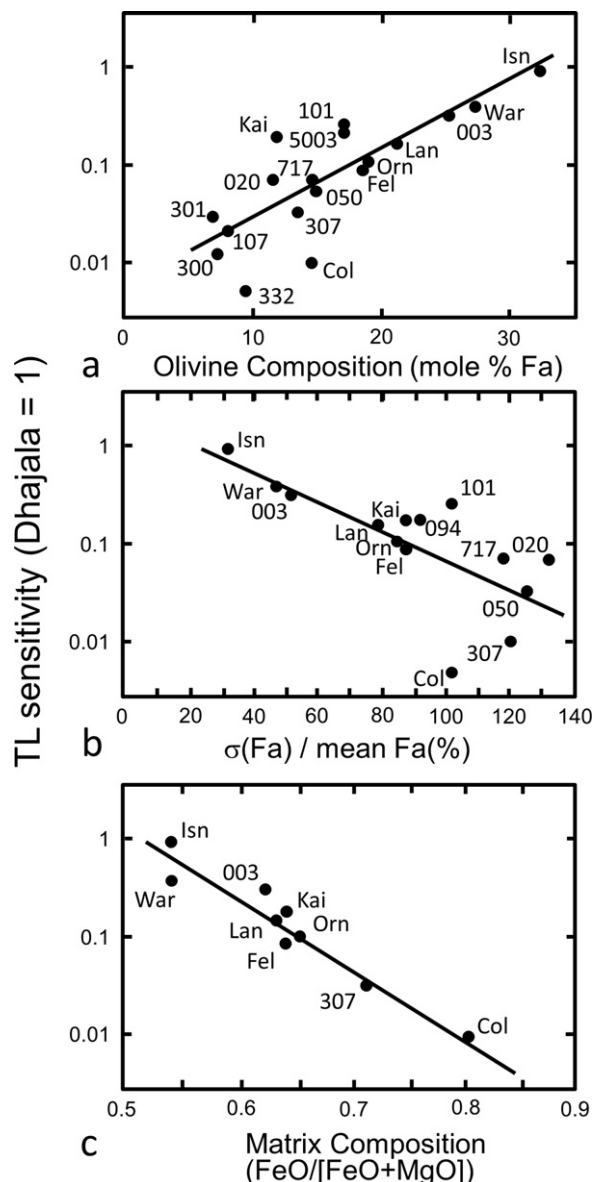 TL sensitivity (Dhajala = 1)
1
0.1
0.01
Isn
101
War
Kai
5003
003
Lan
717
Orn
020
Fel
050
301
307
107
300
Col
332
0
10
20
30
a
Olivine Composition (mole % Fa)
1
0.1
0.01
Isn
War
101
003
Kai
094
Lan
717
020
Orn
Fel
050
307
Col
0
20
40
60
80
100
120
140
b
σ(Fa) / mean Fa(%)
1
0.1
0.01
Isn
003
War
Kai
Lan
Orn
Fel
307
Col
0.5
0.6
0.7
0.8
0.9
c
Matrix Composition
(FeO/[FeO+MgO])